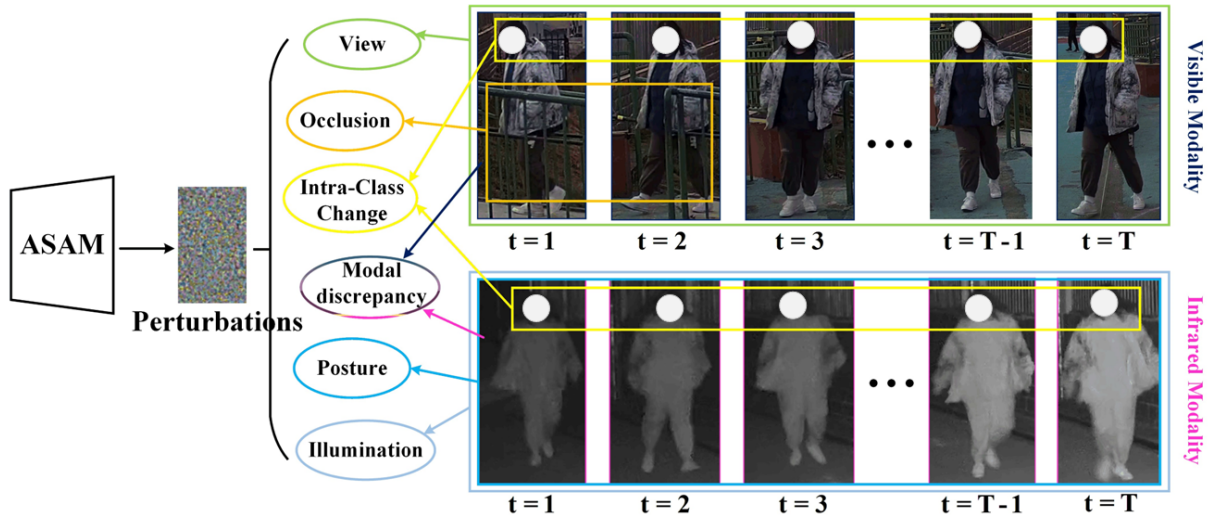 ASAM
Perturbations
View
Occlusion
Intra-Class
Change
Modal
discrepancy
Posture
Illumination
t = 1
t = 2
t = 3
t = T - 1
t = T
Visible Modality
t = 1
t = 2
t = 3
t = T - 1
t = T
Infrared Modality